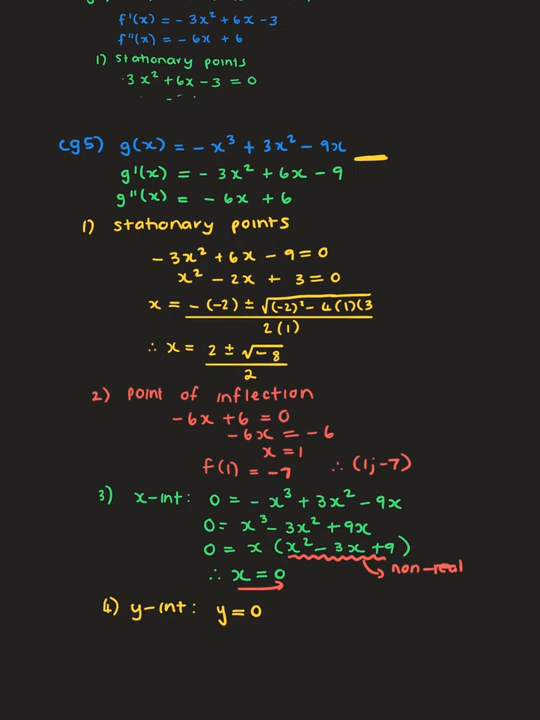 f'(x) = - 3x² + 6x - 3
f''(x) = - 6x + 6
1) stationary points
-3x² + 6x - 3 = 0
eg 5) g(x) = - x³ + 3x² - 9x
g'(x) = - 3x² + 6x - 9
g''(x) = - 6x + 6
1) stationary points
- 3x² + 6x - 9 = 0
x² - 2x + 3 = 0
x = (-(-2) ± √((-2)² - 4(1)(3)) / 2(1)
∴ x = (2 ± √-8) / 2
2) point of inflection
-6x + 6 = 0
-6x = - 6
x = 1
f(1) = -7 ∴ (1; -7)
3) x-int: 0 = - x³ + 3x² - 9x
0 = x³ - 3x² + 9x
0 = x (x² - 3x + 9)
non-real
∴ x = 0
4) y-int: y = 0